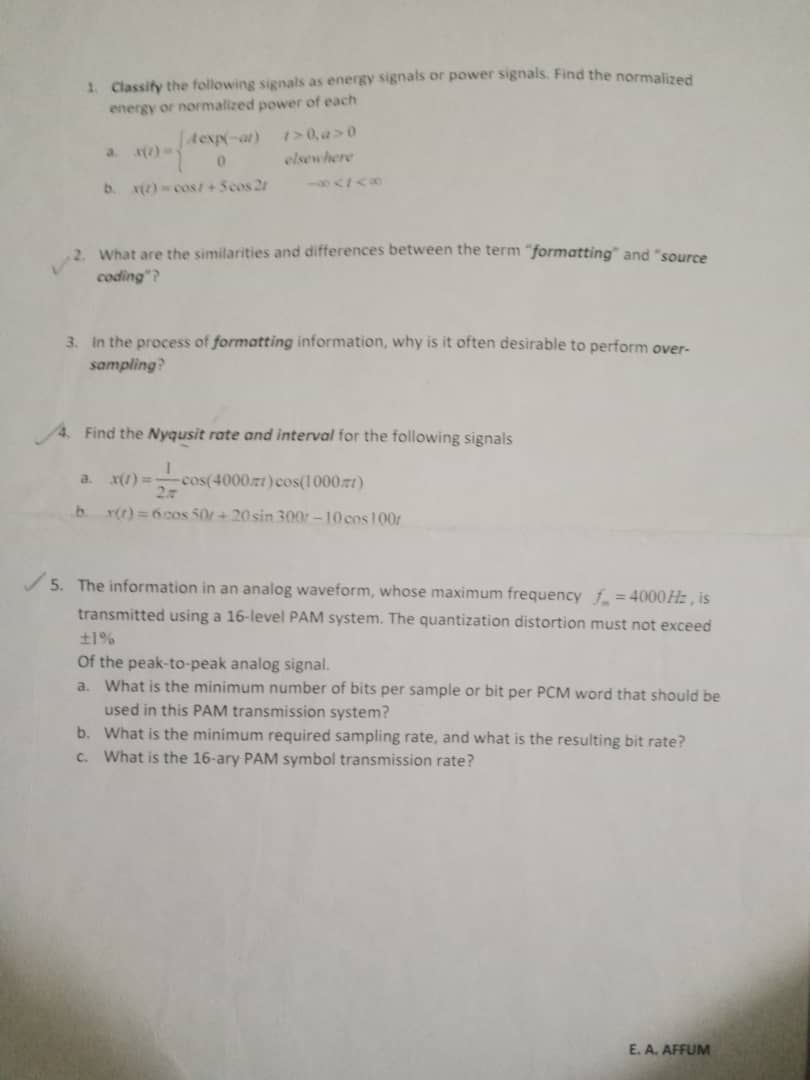 1. Classify the following signals as energy signals or power signals. Find the normalized
energy or normalized power of each
a. x(t) = { A exp(-at)   t > 0, a > 0
0   elsewhere
b. x(t) = cos t + 5 cos 2t   -∞ < t < ∞
2. What are the similarities and differences between the term "formatting" and "source
coding"?
3. In the process of formatting information, why is it often desirable to perform over-
sampling?
4. Find the Nyqusit rate and interval for the following signals
a. x(t) = 1/2π cos(4000πt) cos(1000πt)
b. x(t) = 6 cos 50t + 20 sin 300t – 10 cos 100t
5. The information in an analog waveform, whose maximum frequency fₘ = 4000Hz, is
transmitted using a 16-level PAM system. The quantization distortion must not exceed
±1%
Of the peak-to-peak analog signal.
a. What is the minimum number of bits per sample or bit per PCM word that should be
used in this PAM transmission system?
b. What is the minimum required sampling rate, and what is the resulting bit rate?
c. What is the 16-ary PAM symbol transmission rate?
E. A. AFFUM